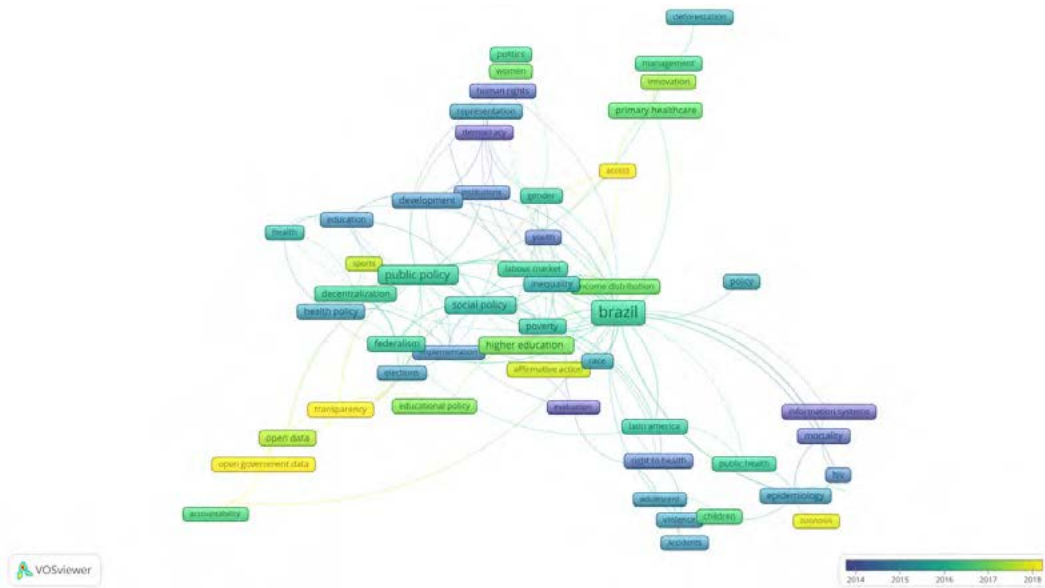 deforestation
politics
management
women
innovation
human rights
representation
primary healthcare
democracy
access
institutions
gender
development
education
health
youth
sports
labour market
public policy
policy
inequality
income distribution
decentralization
social policy
health policy
brazil
poverty
federalism
higher education
implementation
race
affirmative action
elections
educational policy
evaluation
transparency
information systems
latin america
open data
mortality
right to health
public health
open government data
hiv
epidemiology
adolescent
accountability
violence
children
accidents
VOSviewer
2014 2015 2016 2017 2018